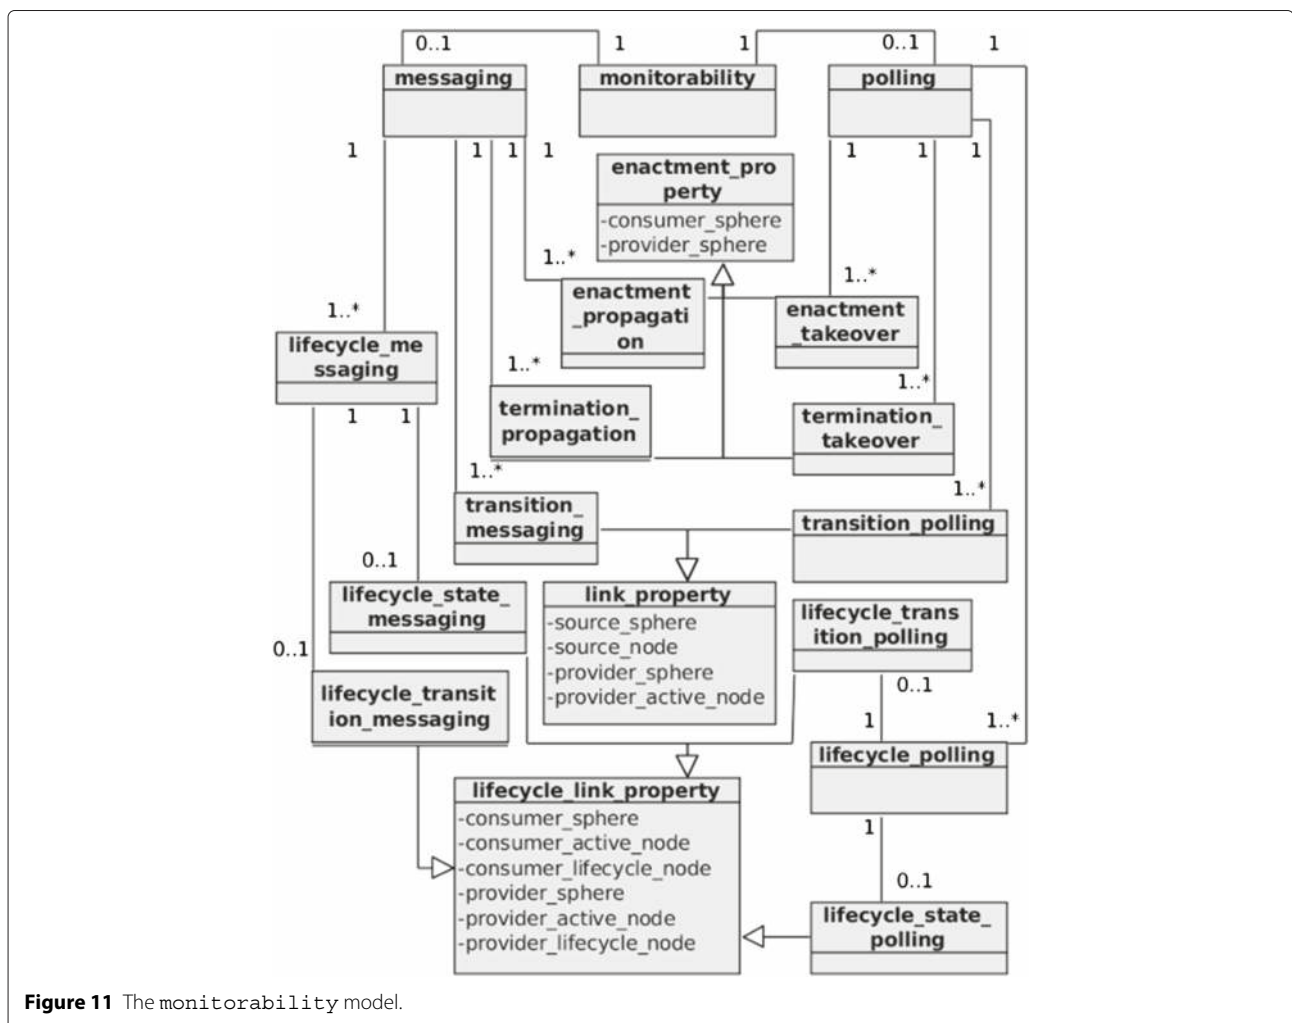 0..1 1 1 0..1 1
messaging monitorability polling
1 1 1 1 1 1 1
enactment_pro
perty
-consumer_sphere
-provider_sphere
1..* 1..*
enactment
_propagati
on
enactment
_takeover
1..*
lifecycle_me
ssaging
1..* 1..*
termination_
propagation
termination_
takeover
1 1
1..* 1..*
transition_
messaging
transition_polling
0..1
lifecycle_state_
messaging
link_property
-source_sphere
-source_node
-provider_sphere
-provider_active_node
lifecycle_trans
ition_polling
0..1 0..1
lifecycle_transit
ion_messaging
1 1..*
lifecycle_polling
lifecycle_link_property
-consumer_sphere
-consumer_active_node
-consumer_lifecycle_node
-provider_sphere
-provider_active_node
-provider_lifecycle_node
1
0..1
lifecycle_state_
polling
Figure 11 The monitorability model.